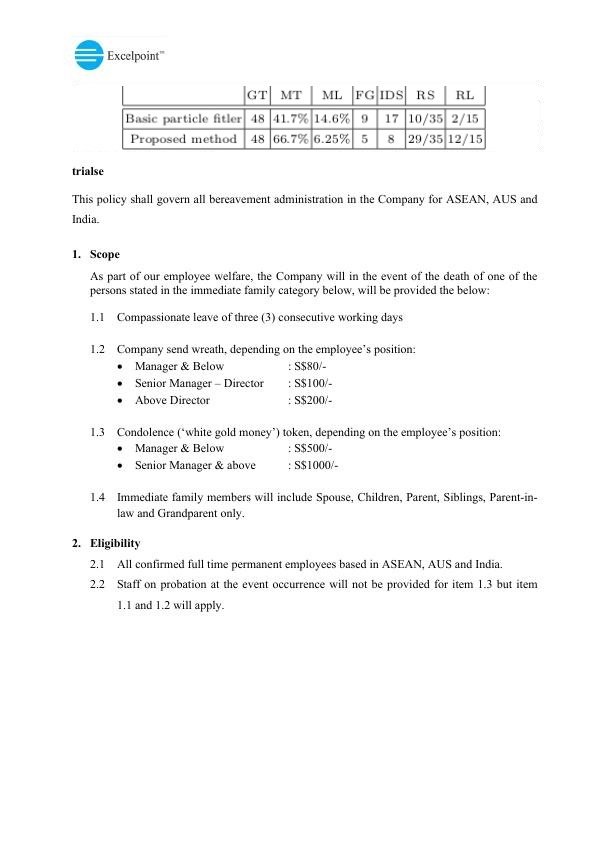 Excelpoint™
GT MT ML FG IDS RS RL
Basic particle fitler 48 41.7% 14.6% 9 17 10/35 2/15
Proposed method 48 66.7% 6.25% 5 8 29/35 12/15
trialse
This policy shall govern all bereavement administration in the Company for ASEAN, AUS and
India.
1. Scope
As part of our employee welfare, the Company will in the event of the death of one of the
persons stated in the immediate family category below, will be provided the below:
1.1 Compassionate leave of three (3) consecutive working days
1.2 Company send wreath, depending on the employee's position:
• Manager & Below : S$80/-
• Senior Manager – Director : S$100/-
• Above Director : S$200/-
1.3 Condolence ('white gold money') token, depending on the employee's position:
• Manager & Below : S$500/-
• Senior Manager & above : S$1000/-
1.4 Immediate family members will include Spouse, Children, Parent, Siblings, Parent-in-
law and Grandparent only.
2. Eligibility
2.1 All confirmed full time permanent employees based in ASEAN, AUS and India.
2.2 Staff on probation at the event occurrence will not be provided for item 1.3 but item
1.1 and 1.2 will apply.